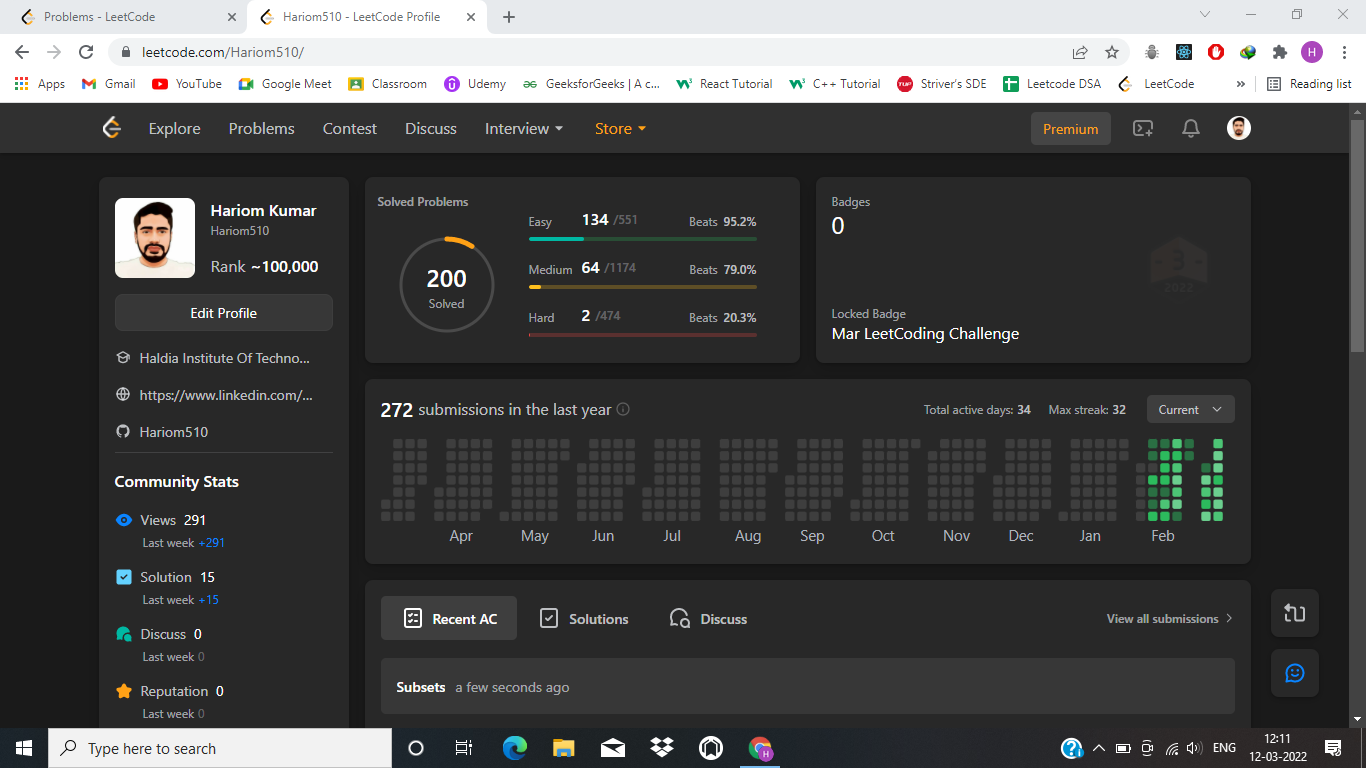 Problems - LeetCode
Hariom510 - LeetCode Profile
leetcode.com/Hariom510/
H
Apps
Gmail
YouTube
Google Meet
Classroom
Udemy
GeeksforGeeks | A c...
React Tutorial
C++ Tutorial
Striver's SDE
Leetcode DSA
LeetCode
»
Reading list
Explore
Problems
Contest
Discuss
Interview
Store
Premium
Hariom Kumar
Hariom510
Rank ~100,000
Edit Profile
Haldia Institute Of Techno...
https://www.linkedin.com/...
Hariom510
Community Stats
Views 291
Last week +291
Solution 15
Last week +15
Discuss 0
Last week 0
Reputation 0
Last week 0
Solved Problems
200
Solved
Easy 134 /551 Beats 95.2%
Medium 64 /1174 Beats 79.0%
Hard 2 /474 Beats 20.3%
Badges
0
3
2022
Locked Badge
Mar LeetCoding Challenge
272 submissions in the last year
Total active days: 34 Max streak: 32
Current
Apr May Jun Jul Aug Sep Oct Nov Dec Jan Feb
Recent AC
Solutions
Discuss
View all submissions
Subsets a few seconds ago
Type here to search
H
ENG
12:11
12-03-2022